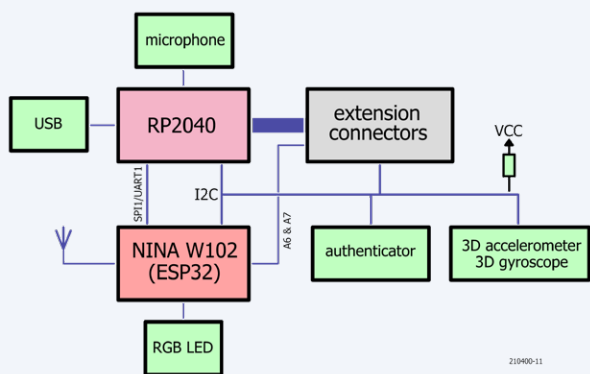 microphone
USB
RP2040
extension
connectors
VCC
SPI1/UART1
I2C
A6 & A7
NINA W102
(ESP32)
authenticator
3D accelerometer
3D gyroscope
RGB LED
210400-11